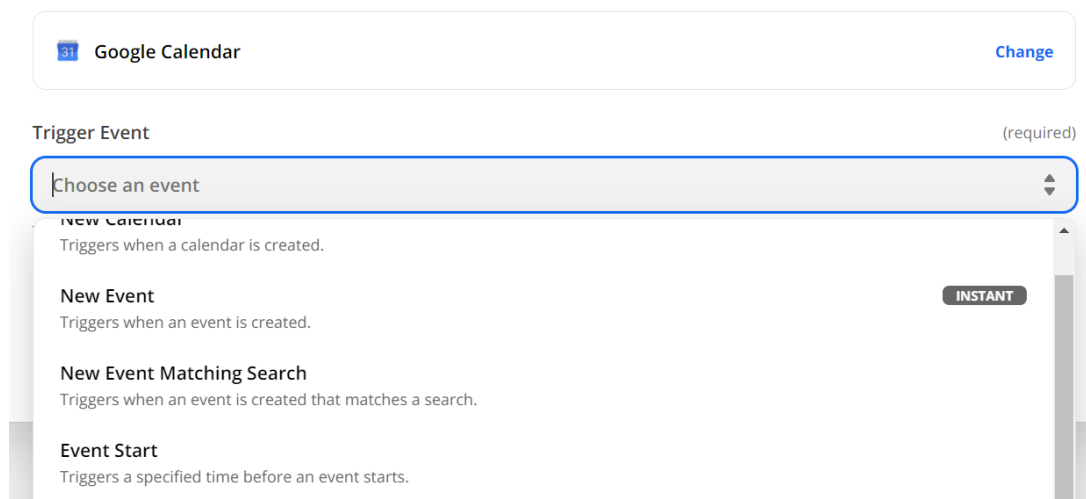 31 Google Calendar Change
Trigger Event (required)
Choose an event
New Calendar
Triggers when a calendar is created.
New Event INSTANT
Triggers when an event is created.
New Event Matching Search
Triggers when an event is created that matches a search.
Event Start
Triggers a specified time before an event starts.